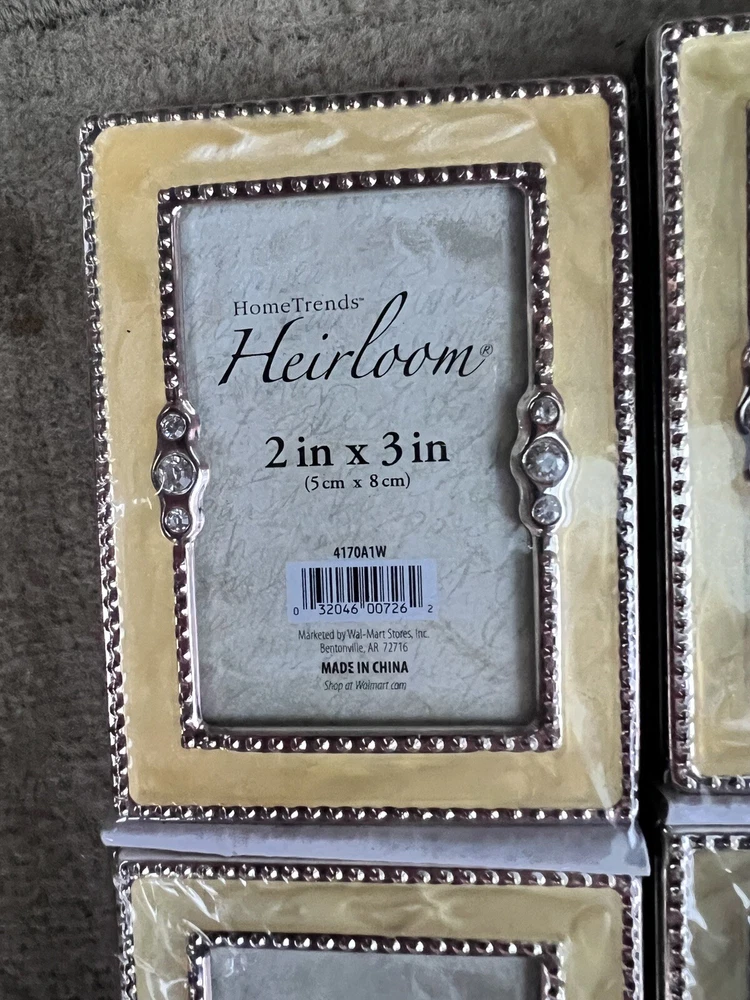 HomeTrends™
Heirloom®
2 in x 3 in
(5 cm x 8 cm)
4170A1W
0 32046 00726 2
Marketed by Wal-Mart Stores, Inc.
Bentonville, AR 72716
MADE IN CHINA
Shop at Walmart.com